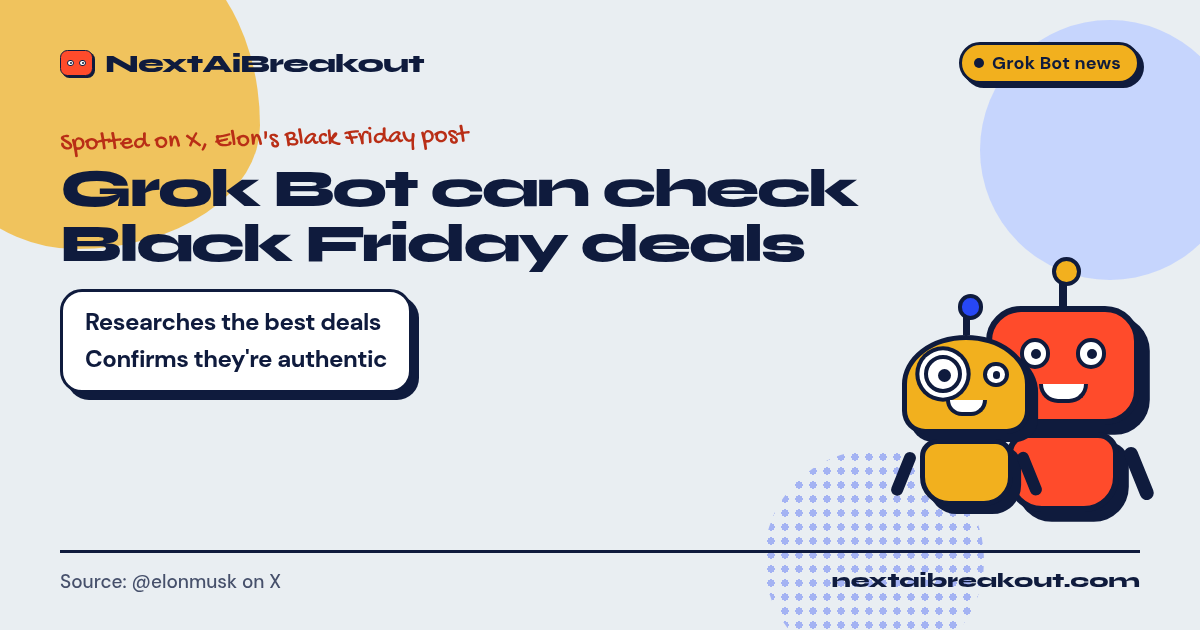 NextAiBreakout
Grok Bot news
Spotted on X, Elon's Black Friday post
Grok Bot can check
Black Friday deals
Researches the best deals
Confirms they're authentic
Source: @elonmusk on X
nextaibreakout.com